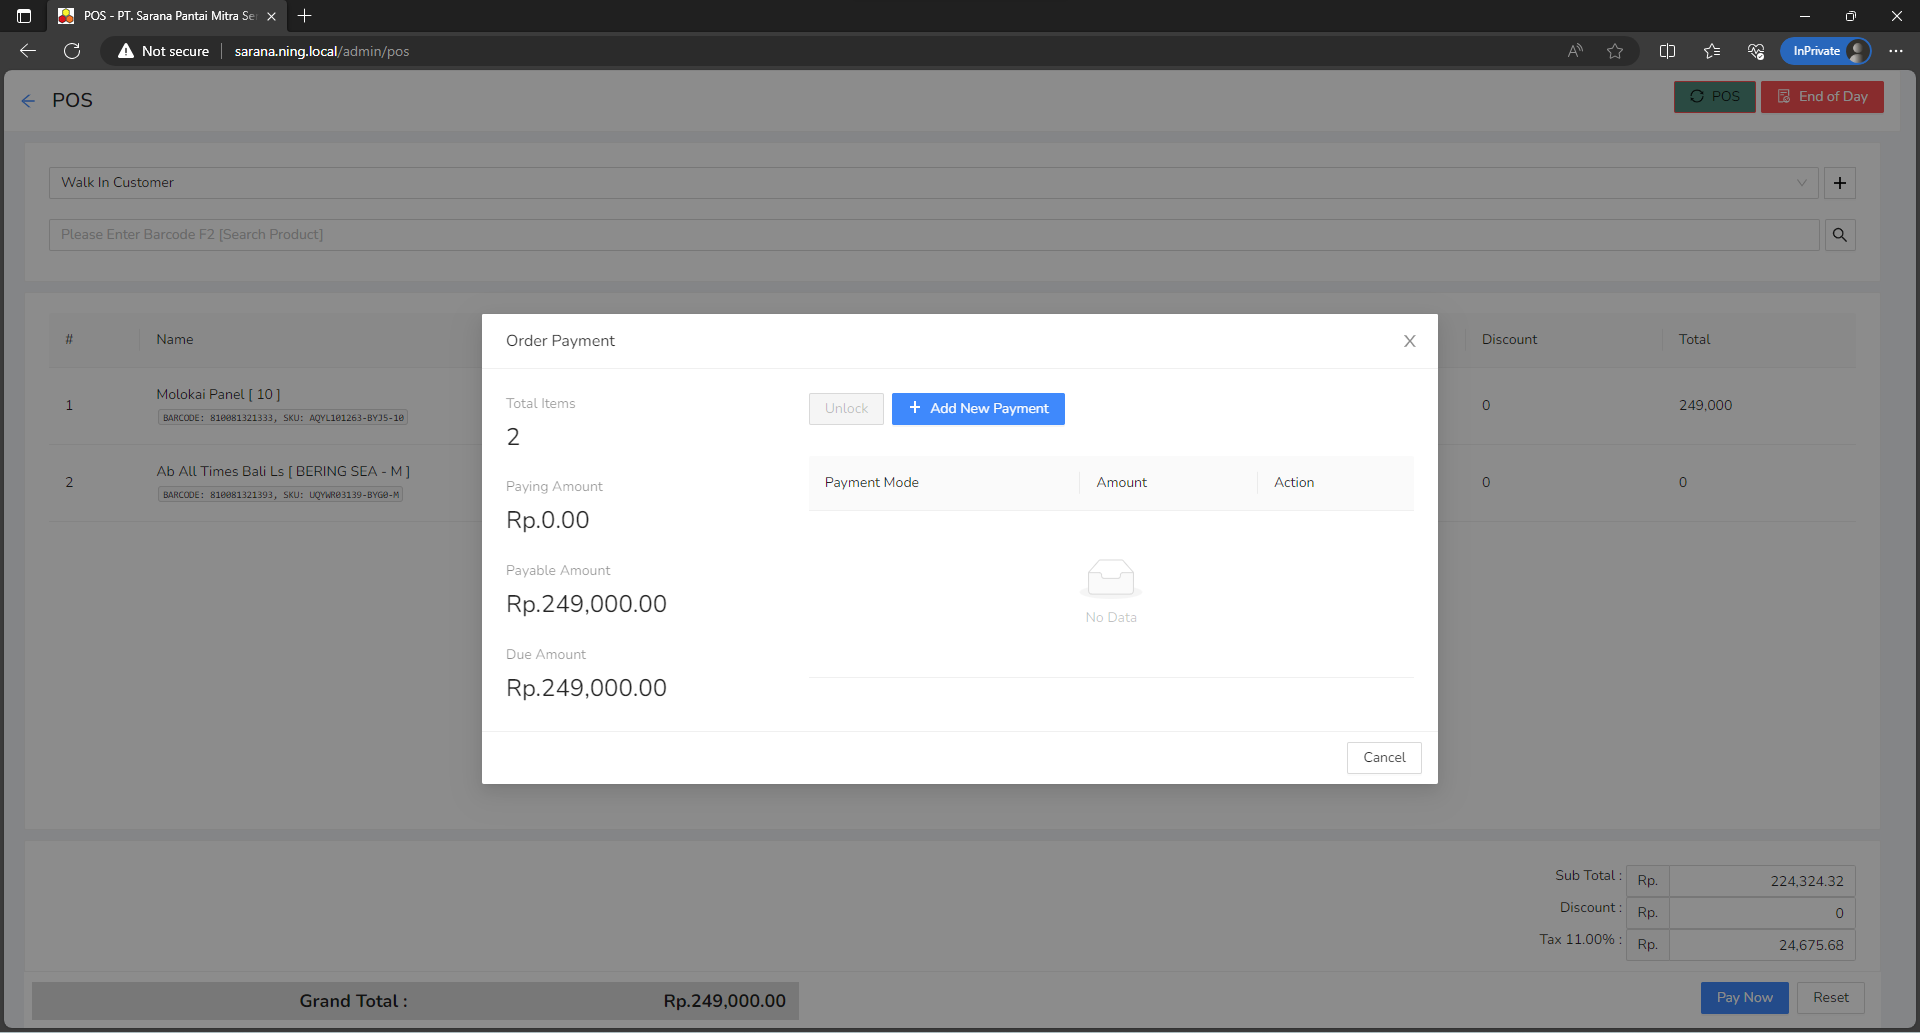 POS - PT. Sarana Pantai Mitra Se
Not secure
sarana.ning.local/admin/pos
InPrivate
POS
POS
End of Day
Walk In Customer
Please Enter Barcode F2 [Search Product]
# Name Discount Total
1 Molokai Panel [ 10 ] 0 249,000
BARCODE: 810081321333, SKU: AQYL101263-BYJ5-10
2 Ab All Times Bali Ls [ BERING SEA - M ] 0 0
BARCODE: 810081321393, SKU: UQYWR03139-BYG0-M
Order Payment
Total Items
2
Paying Amount
Rp.0.00
Payable Amount
Rp.249,000.00
Due Amount
Rp.249,000.00
Unlock
+ Add New Payment
Payment Mode Amount Action
No Data
Cancel
Sub Total : Rp. 224,324.32
Discount : Rp. 0
Tax 11.00% : Rp. 24,675.68
Grand Total : Rp.249,000.00
Pay Now
Reset